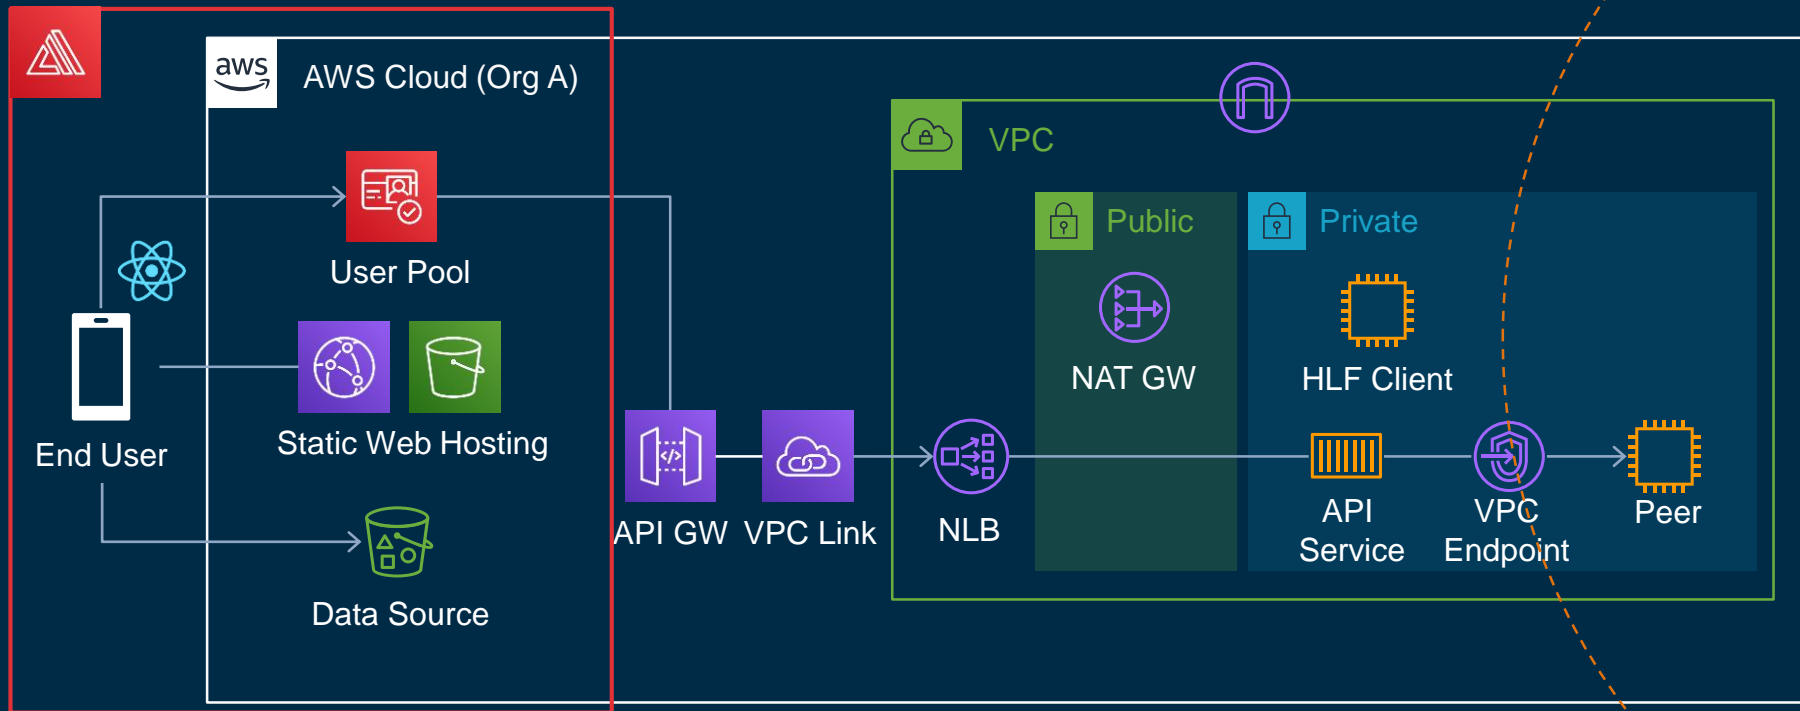 aws
AWS Cloud (Org A)
VPC
Public
Private
User Pool
NAT GW
HLF Client
End User
Static Web Hosting
</>
API GW
VPC Link
NLB
API
Service
VPC
Endpoint
Peer
Data Source